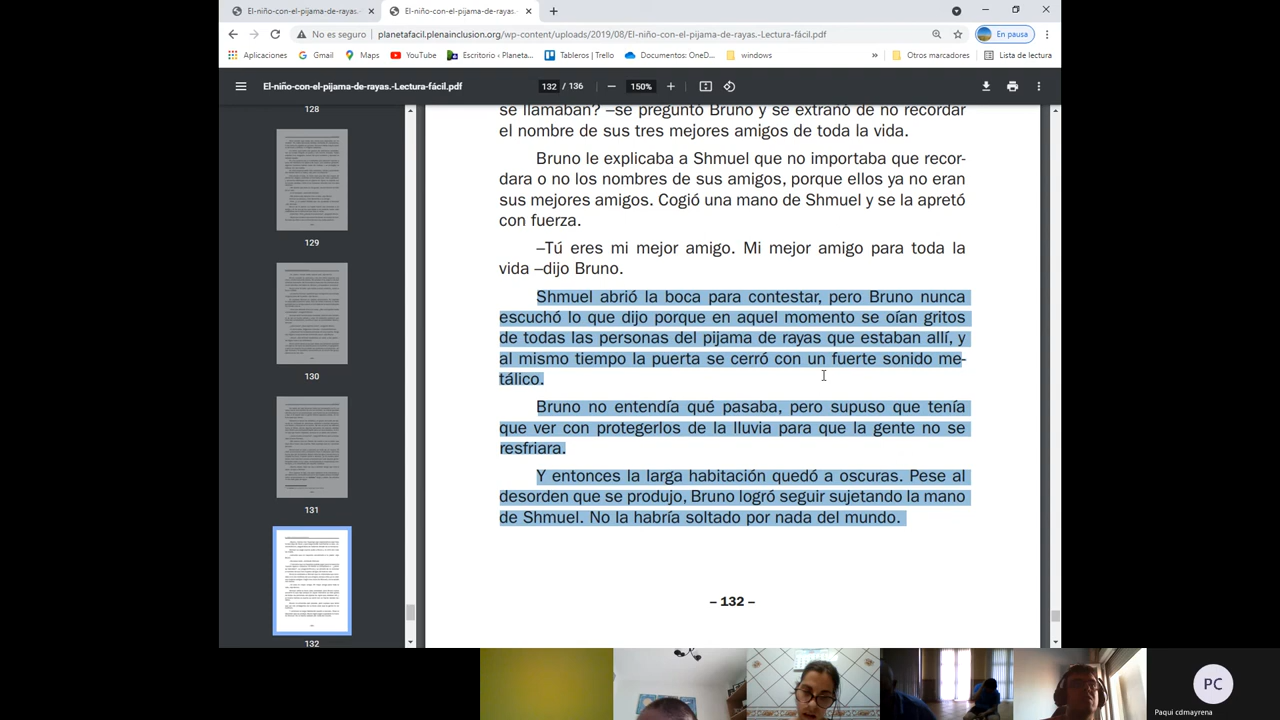 El-niño-con-el-pijama-de-rayas.-
El-niño-con-el-pijama-de-rayas.-
No es seguro
planetafacil.plenainclusion.org/wp-content/uploads/2019/08/El-niño-con-el-pijama-de-rayas.-Lectura-fácil.pdf
En pausa
Aplicaciones
Gmail
Maps
YouTube
Escritorio ‹ Planeta...
Tableros | Trello
Documentos: OneD...
windows
»
Otros marcadores
Lista de lectura
El-niño-con-el-pijama-de-rayas.-Lectura-fácil.pdf
132 / 136
150%
128
129
130
131
132
se llamaban? –se preguntó Bruno y se extrañó de no recordar
el nombre de sus tres mejores amigos de toda la vida.
Bruno le explicaba a Shmuel que no importaba que recor-
dara o no los nombres de sus amigos, porque ellos ya no eran
sus mejores amigos. Cogió una mano de Shmuel y se la apretó
con fuerza.
–Tú eres mi mejor amigo. Mi mejor amigo para toda la
vida –dijo Bruno.
Shmuel abrió la boca para contestar, pero Bruno nunca
escuchó lo que dijo porque en aquel momento se oían gritos
de todas las personas del pijama de rayas que estaban allí, y
al mismo tiempo la puerta se cerró con un fuerte sonido me-
tálico.
Bruno no entendía qué pasaba, pero supuso que tenía
que ver con protegerlos de la lluvia para que la gente no se
resfriara.
Y entonces la larga habitación quedó a oscuras. Pese al
desorden que se produjo, Bruno logró seguir sujetando la mano
de Shmuel. No la habría soltado por nada del mundo.
– 132 –
PC
Paqui cdmayrena